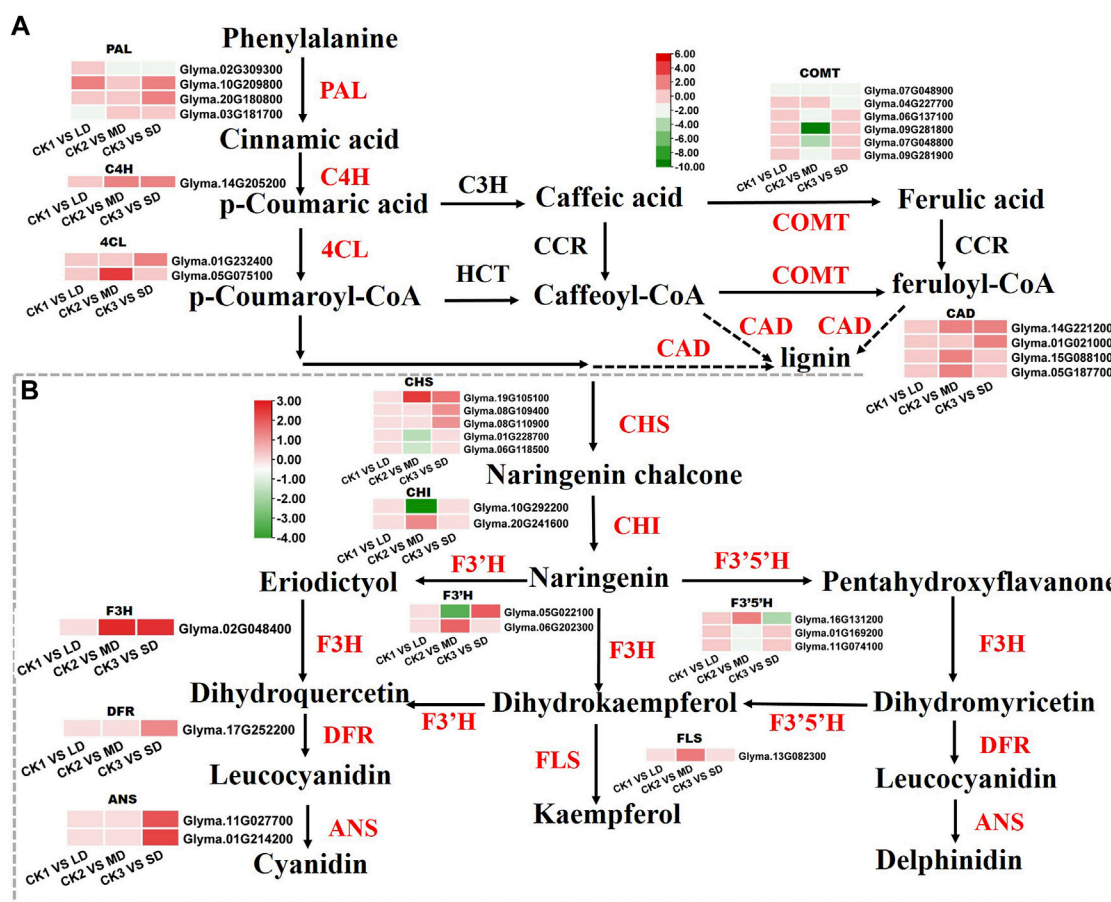 A
Phenylalanine
PAL
Glyma.02G309300
Glyma.10G209800
Glyma.20G180800
Glyma.03G181700
CK1 VS LD
CK2 VS MD
CK3 VS SD
PAL
6.00
4.00
2.00
0.00
-2.00
-4.00
-6.00
-8.00
-10.00
COMT
Glyma.07G048900
Glyma.04G227700
Glyma.06G137100
Glyma.09G281800
Glyma.07G048800
Glyma.09G281900
CK1 VS LD
CK2 VS MD
CK3 VS SD
Cinnamic acid
C4H
Glyma.14G205200
CK1 VS LD
CK2 VS MD
CK3 VS SD
C4H
p-Coumaric acid
C3H
Caffeic acid
COMT
Ferulic acid
4CL
Glyma.01G232400
Glyma.05G075100
CK1 VS LD
CK2 VS MD
CK3 VS SD
4CL
CCR
CCR
p-Coumaroyl-CoA
HCT
Caffeoyl-CoA
COMT
feruloyl-CoA
CAD
CAD
CAD
lignin
CAD
Glyma.14G221200
Glyma.01G021000
Glyma.15G088100
Glyma.05G187700
CK1 VS LD
CK2 VS MD
CK3 VS SD
B
3.00
2.00
1.00
0.00
-1.00
-2.00
-3.00
-4.00
CHS
Glyma.19G105100
Glyma.08G109400
Glyma.08G110900
Glyma.01G228700
Glyma.06G118500
CK1 VS LD
CK2 VS MD
CK3 VS SD
CHS
Naringenin chalcone
CHI
Glyma.10G292200
Glyma.20G241600
CK1 VS LD
CK2 VS MD
CK3 VS SD
CHI
Eriodictyol
F3’H
Naringenin
F3’5’H
Pentahydroxyflavanone
F3H
Glyma.02G048400
CK1 VS LD
CK2 VS MD
CK3 VS SD
F3H
F3’H
Glyma.05G022100
Glyma.06G202300
CK1 VS LD
CK2 VS MD
CK3 VS SD
F3H
F3’5’H
Glyma.16G131200
Glyma.01G169200
Glyma.11G074100
CK1 VS LD
CK2 VS MD
CK3 VS SD
F3H
Dihydroquercetin
F3’H
Dihydrokaempferol
F3’5’H
Dihydromyricetin
DFR
Glyma.17G252200
CK1 VS LD
CK2 VS MD
CK3 VS SD
DFR
FLS
FLS
Glyma.13G082300
CK1 VS LD
CK2 VS MD
CK3 VS SD
DFR
Leucocyanidin
Kaempferol
Leucocyanidin
ANS
Glyma.11G027700
Glyma.01G214200
CK1 VS LD
CK2 VS MD
CK3 VS SD
ANS
ANS
Cyanidin
Delphinidin